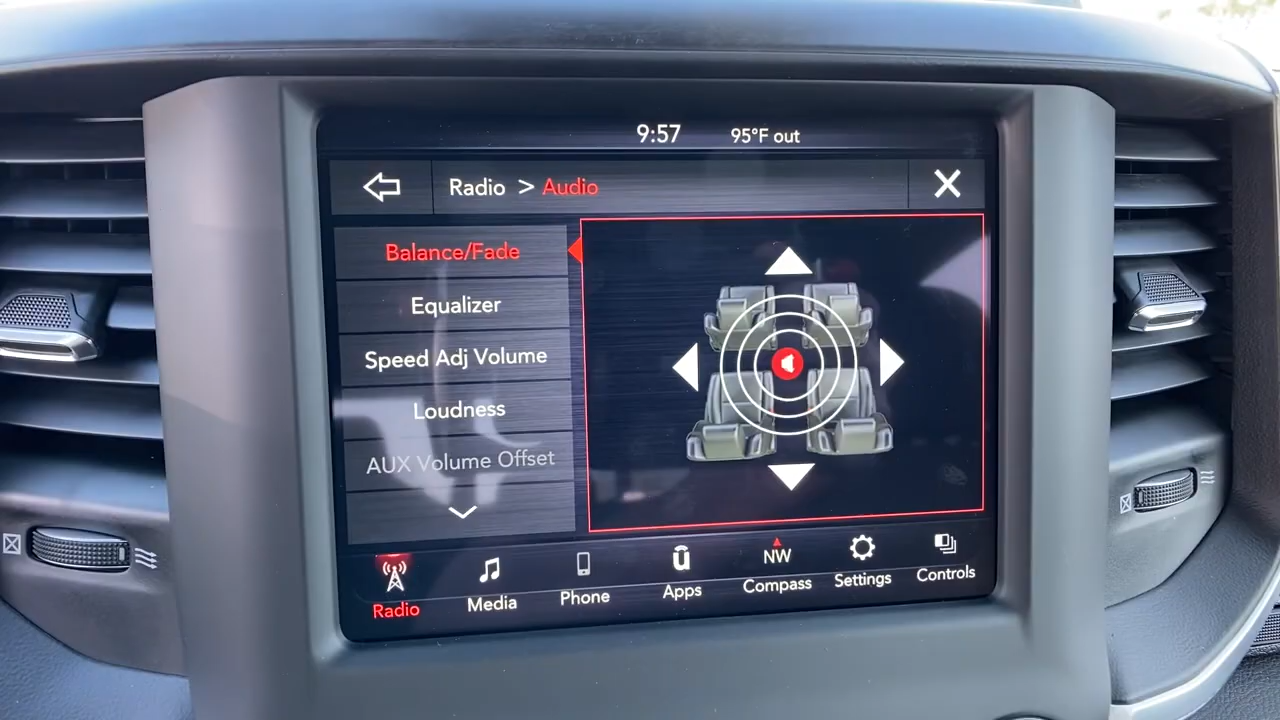 9:57 95°F out
Radio > Audio
Balance/Fade
Equalizer
Speed Adj Volume
Loudness
AUX Volume Offset
NW
Radio Media Phone Apps Compass Settings Controls